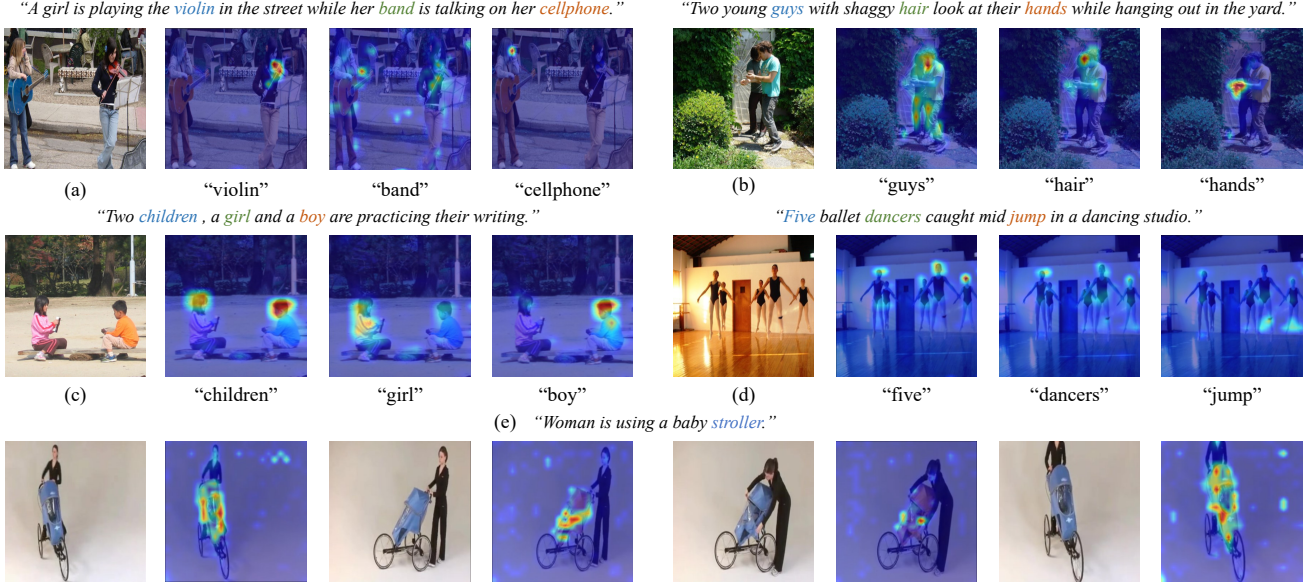 “A girl is playing the violin in the street while her band is talking on her cellphone.”
“Two young guys with shaggy hair look at their hands while hanging out in the yard.”
(a) “violin” “band” “cellphone”
(b) “guys” “hair” “hands”
“Two children , a girl and a boy are practicing their writing.”
“Five ballet dancers caught mid jump in a dancing studio.”
(c) “children” “girl” “boy”
(d) “five” “dancers” “jump”
(e) “Woman is using a baby stroller.”